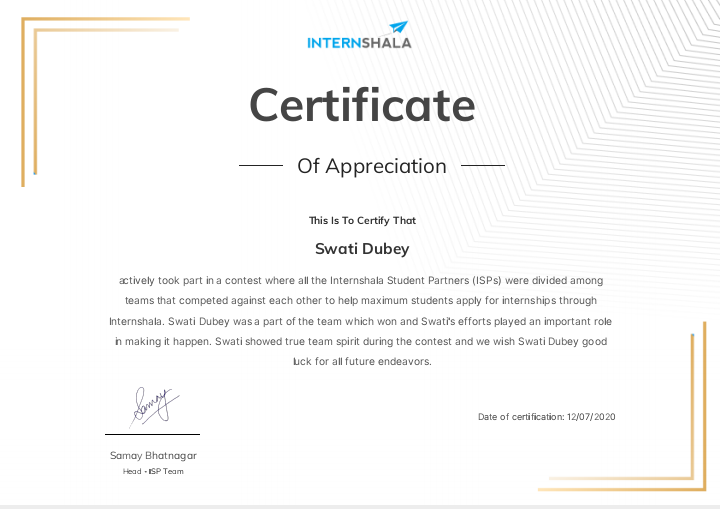 INTERNSHALA
Certificate
Of Appreciation
This Is To Certify That
Swati Dubey
actively took part in a contest where all the Internshala Student Partners (ISPs) were divided among
teams that competed against each other to help maximum students apply for internships through
Internshala. Swati Dubey was a part of the team which won and Swati's efforts played an important role
in making it happen. Swati showed true team spirit during the contest and we wish Swati Dubey good
luck for all future endeavors.
Samay
Date of certification: 12/07/2020
Samay Bhatnagar
Head - ISP Team